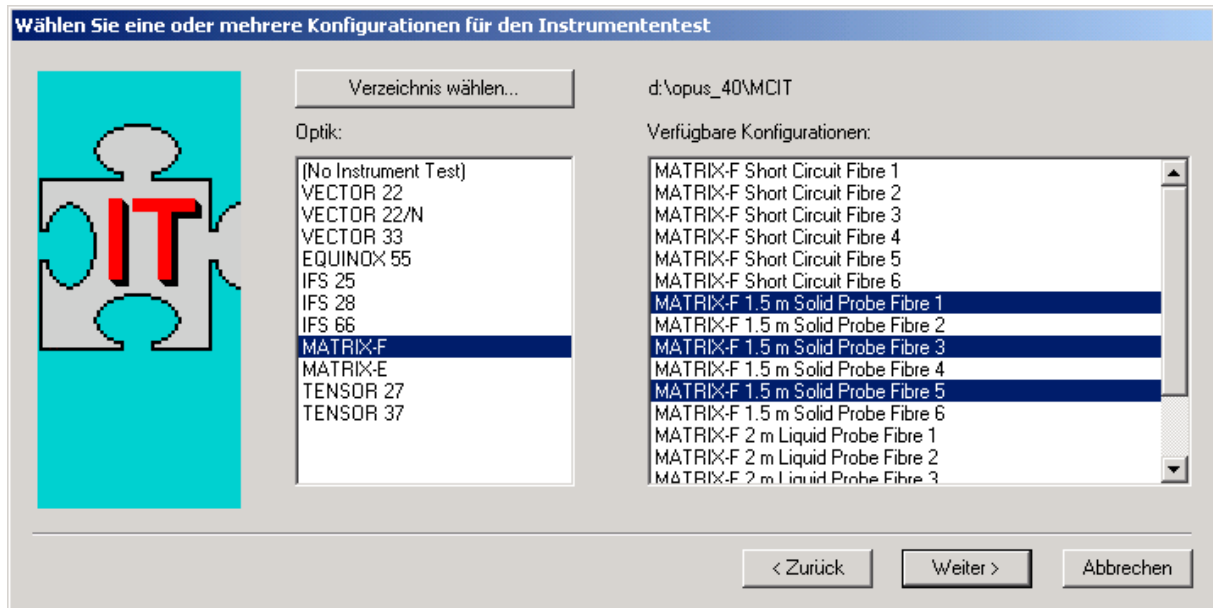 Wählen Sie eine oder mehrere Konfigurationen für den Instrumententest
IT
Verzeichnis wählen...
d:\opus_40\MCIT
Optik:
(No Instrument Test)
VECTOR 22
VECTOR 22/N
VECTOR 33
EQUINOX 55
IFS 25
IFS 28
IFS 66
MATRIX-F
MATRIX-E
TENSOR 27
TENSOR 37
Verfügbare Konfigurationen:
MATRIX-F Short Circuit Fibre 1
MATRIX-F Short Circuit Fibre 2
MATRIX-F Short Circuit Fibre 3
MATRIX-F Short Circuit Fibre 4
MATRIX-F Short Circuit Fibre 5
MATRIX-F Short Circuit Fibre 6
MATRIX-F 1.5 m Solid Probe Fibre 1
MATRIX-F 1.5 m Solid Probe Fibre 2
MATRIX-F 1.5 m Solid Probe Fibre 3
MATRIX-F 1.5 m Solid Probe Fibre 4
MATRIX-F 1.5 m Solid Probe Fibre 5
MATRIX-F 1.5 m Solid Probe Fibre 6
MATRIX-F 2 m Liquid Probe Fibre 1
MATRIX-F 2 m Liquid Probe Fibre 2
MATRIX-F 2 m Liquid Probe Fibre 3
< Zurück
Weiter >
Abbrechen